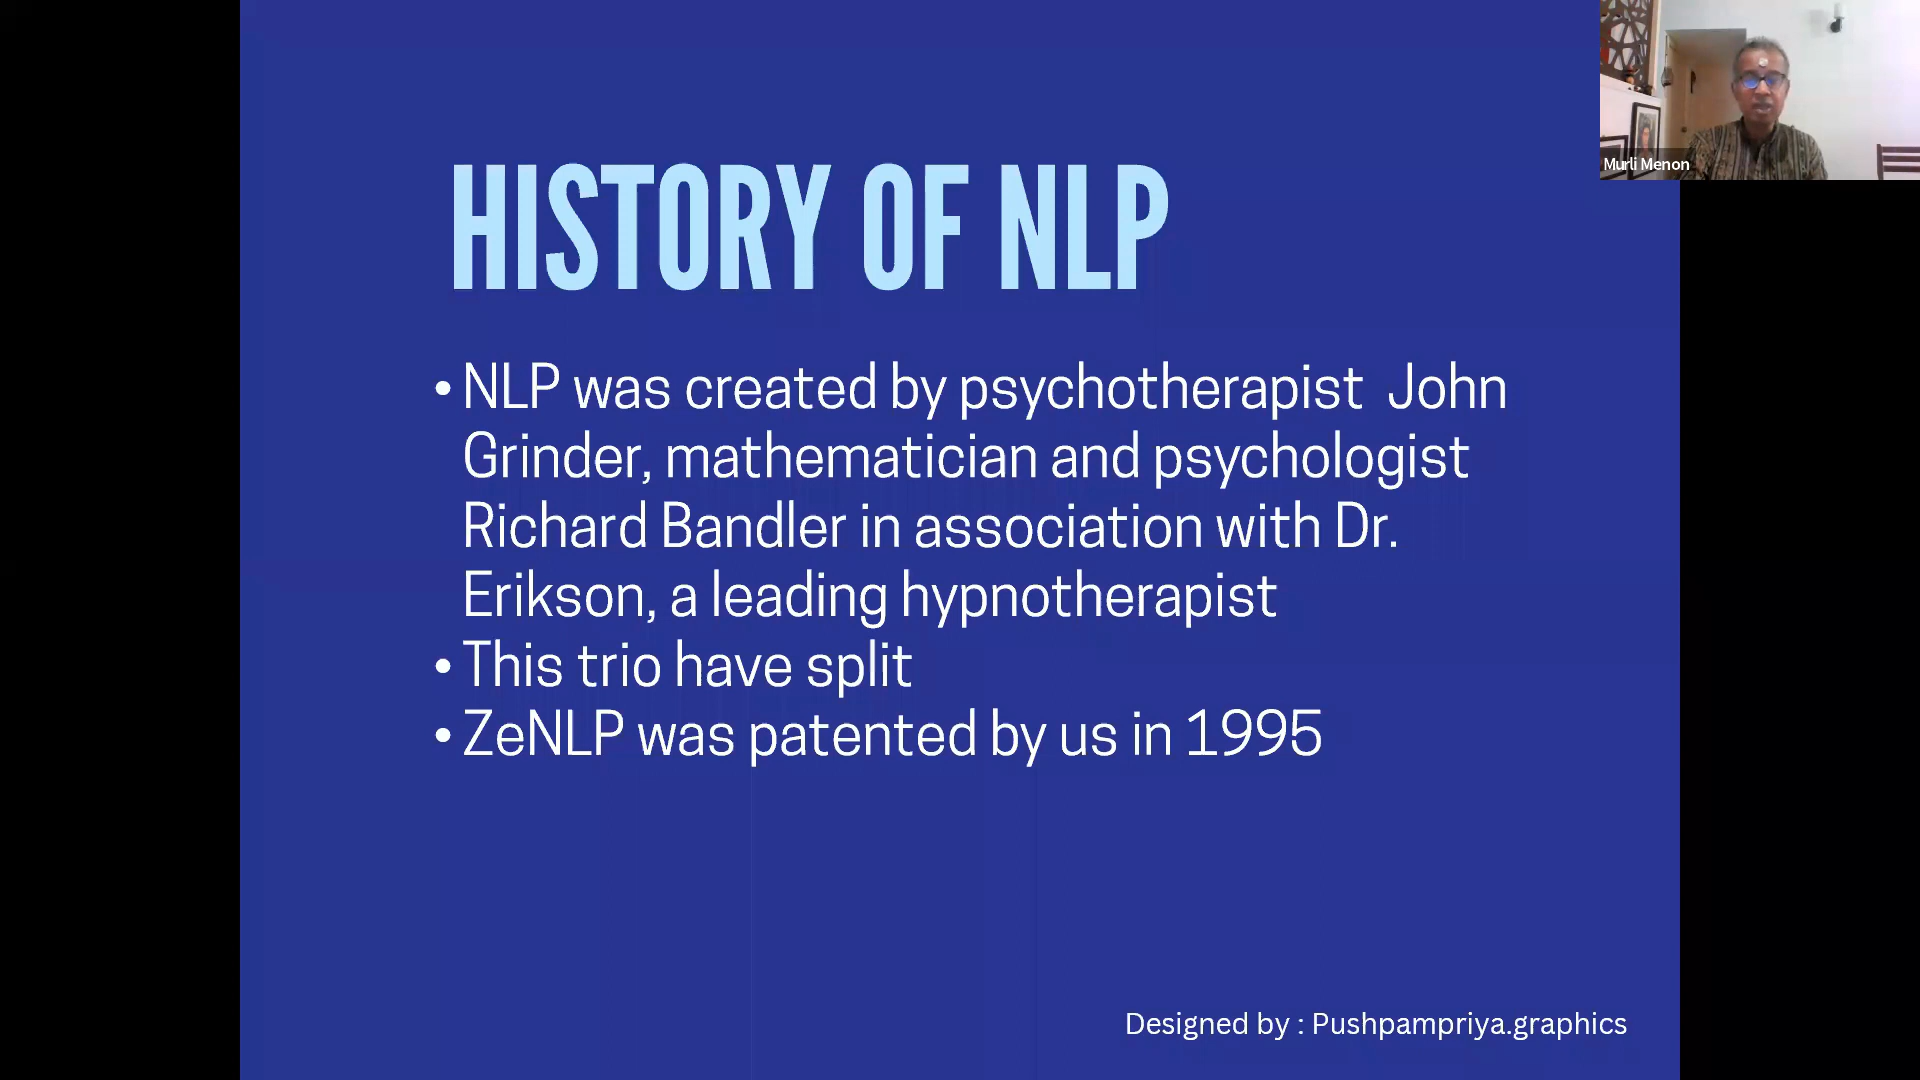 HISTORY OF NLP
• NLP was created by psychotherapist John
Grinder, mathematician and psychologist
Richard Bandler in association with Dr.
Erikson, a leading hypnotherapist
• This trio have split
• ZeNLP was patented by us in 1995
Designed by : Pushpampriya.graphics
Murli Menon